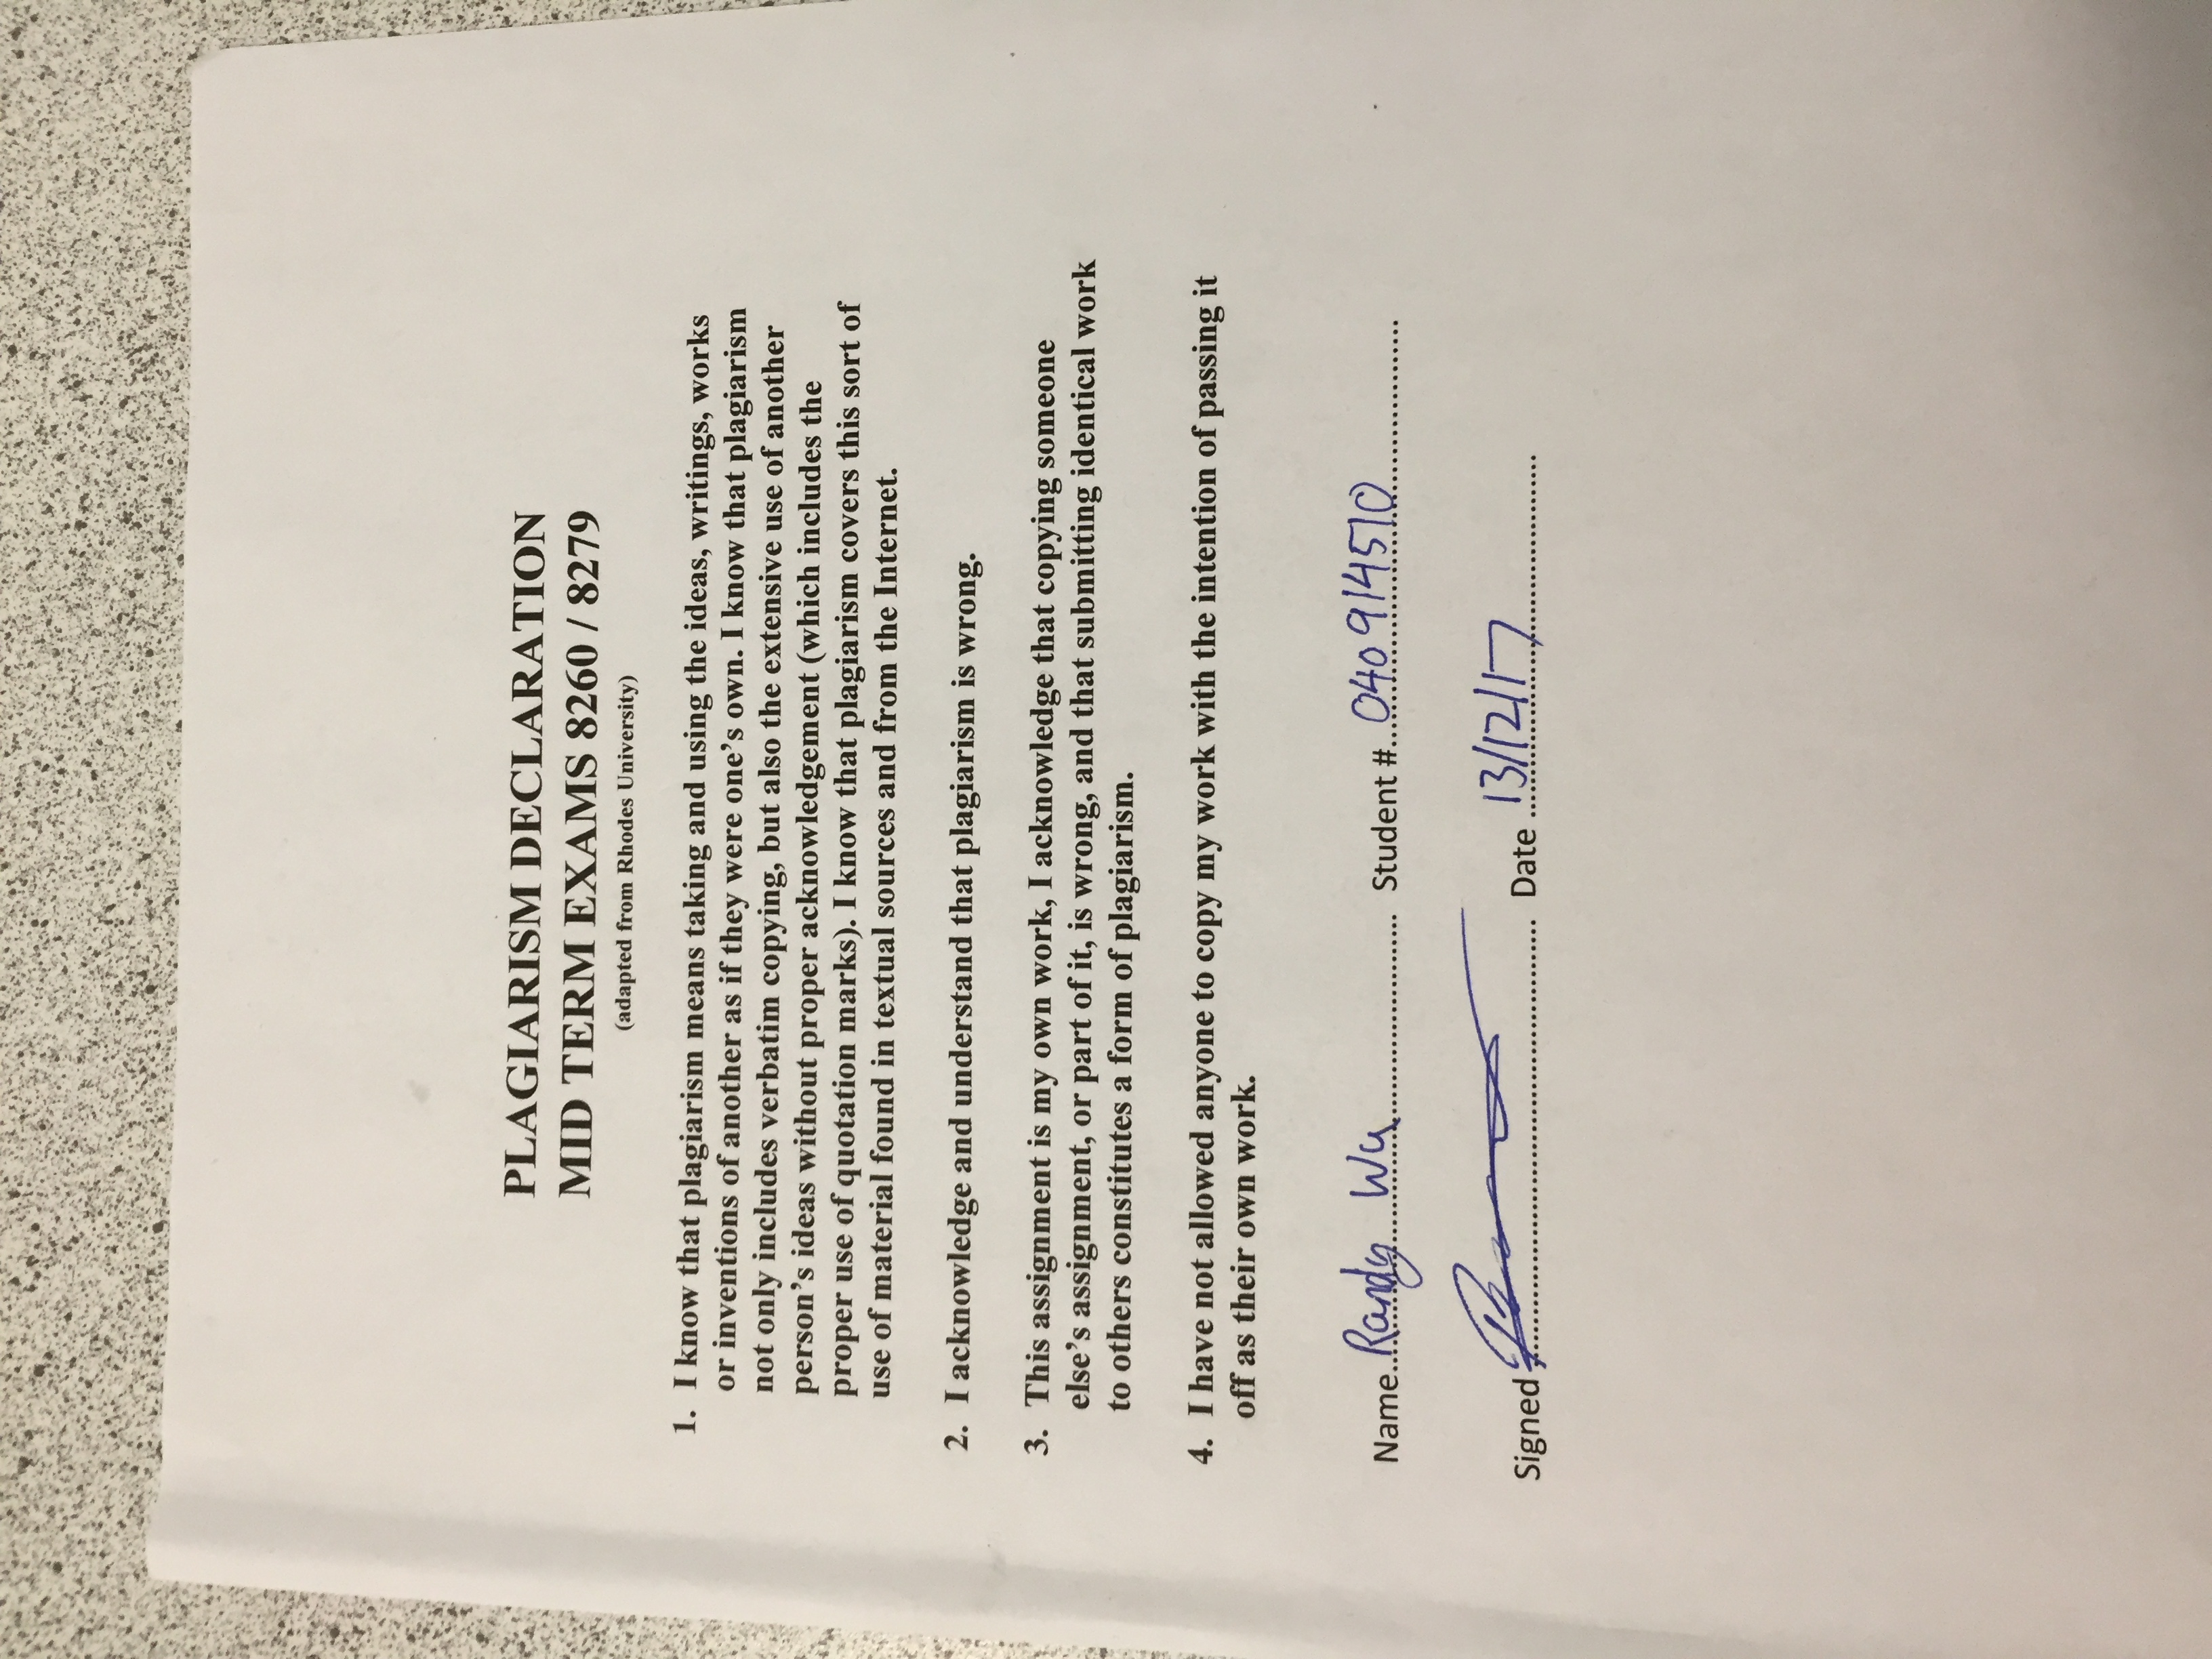 PLAGIARISM DECLARATION
MID TERM EXAMS 8260 / 8279
(adapted from Rhodes University)
1. I know that plagiarism means taking and using the ideas, writings, works
or inventions of another as if they were one's own. I know that plagiarism
not only includes verbatim copying, but also the extensive use of another
person's ideas without proper acknowledgement (which includes the
proper use of quotation marks). I know that plagiarism covers this sort of
use of material found in textual sources and from the Internet.
2. I acknowledge and understand that plagiarism is wrong.
3. This assignment is my own work, I acknowledge that copying someone
else's assignment, or part of it, is wrong, and that submitting identical work
to others constitutes a form of plagiarism.
4. I have not allowed anyone to copy my work with the intention of passing it
off as their own work.
Name Randy Wu Student # 040914510
Signed Date 13/12/17